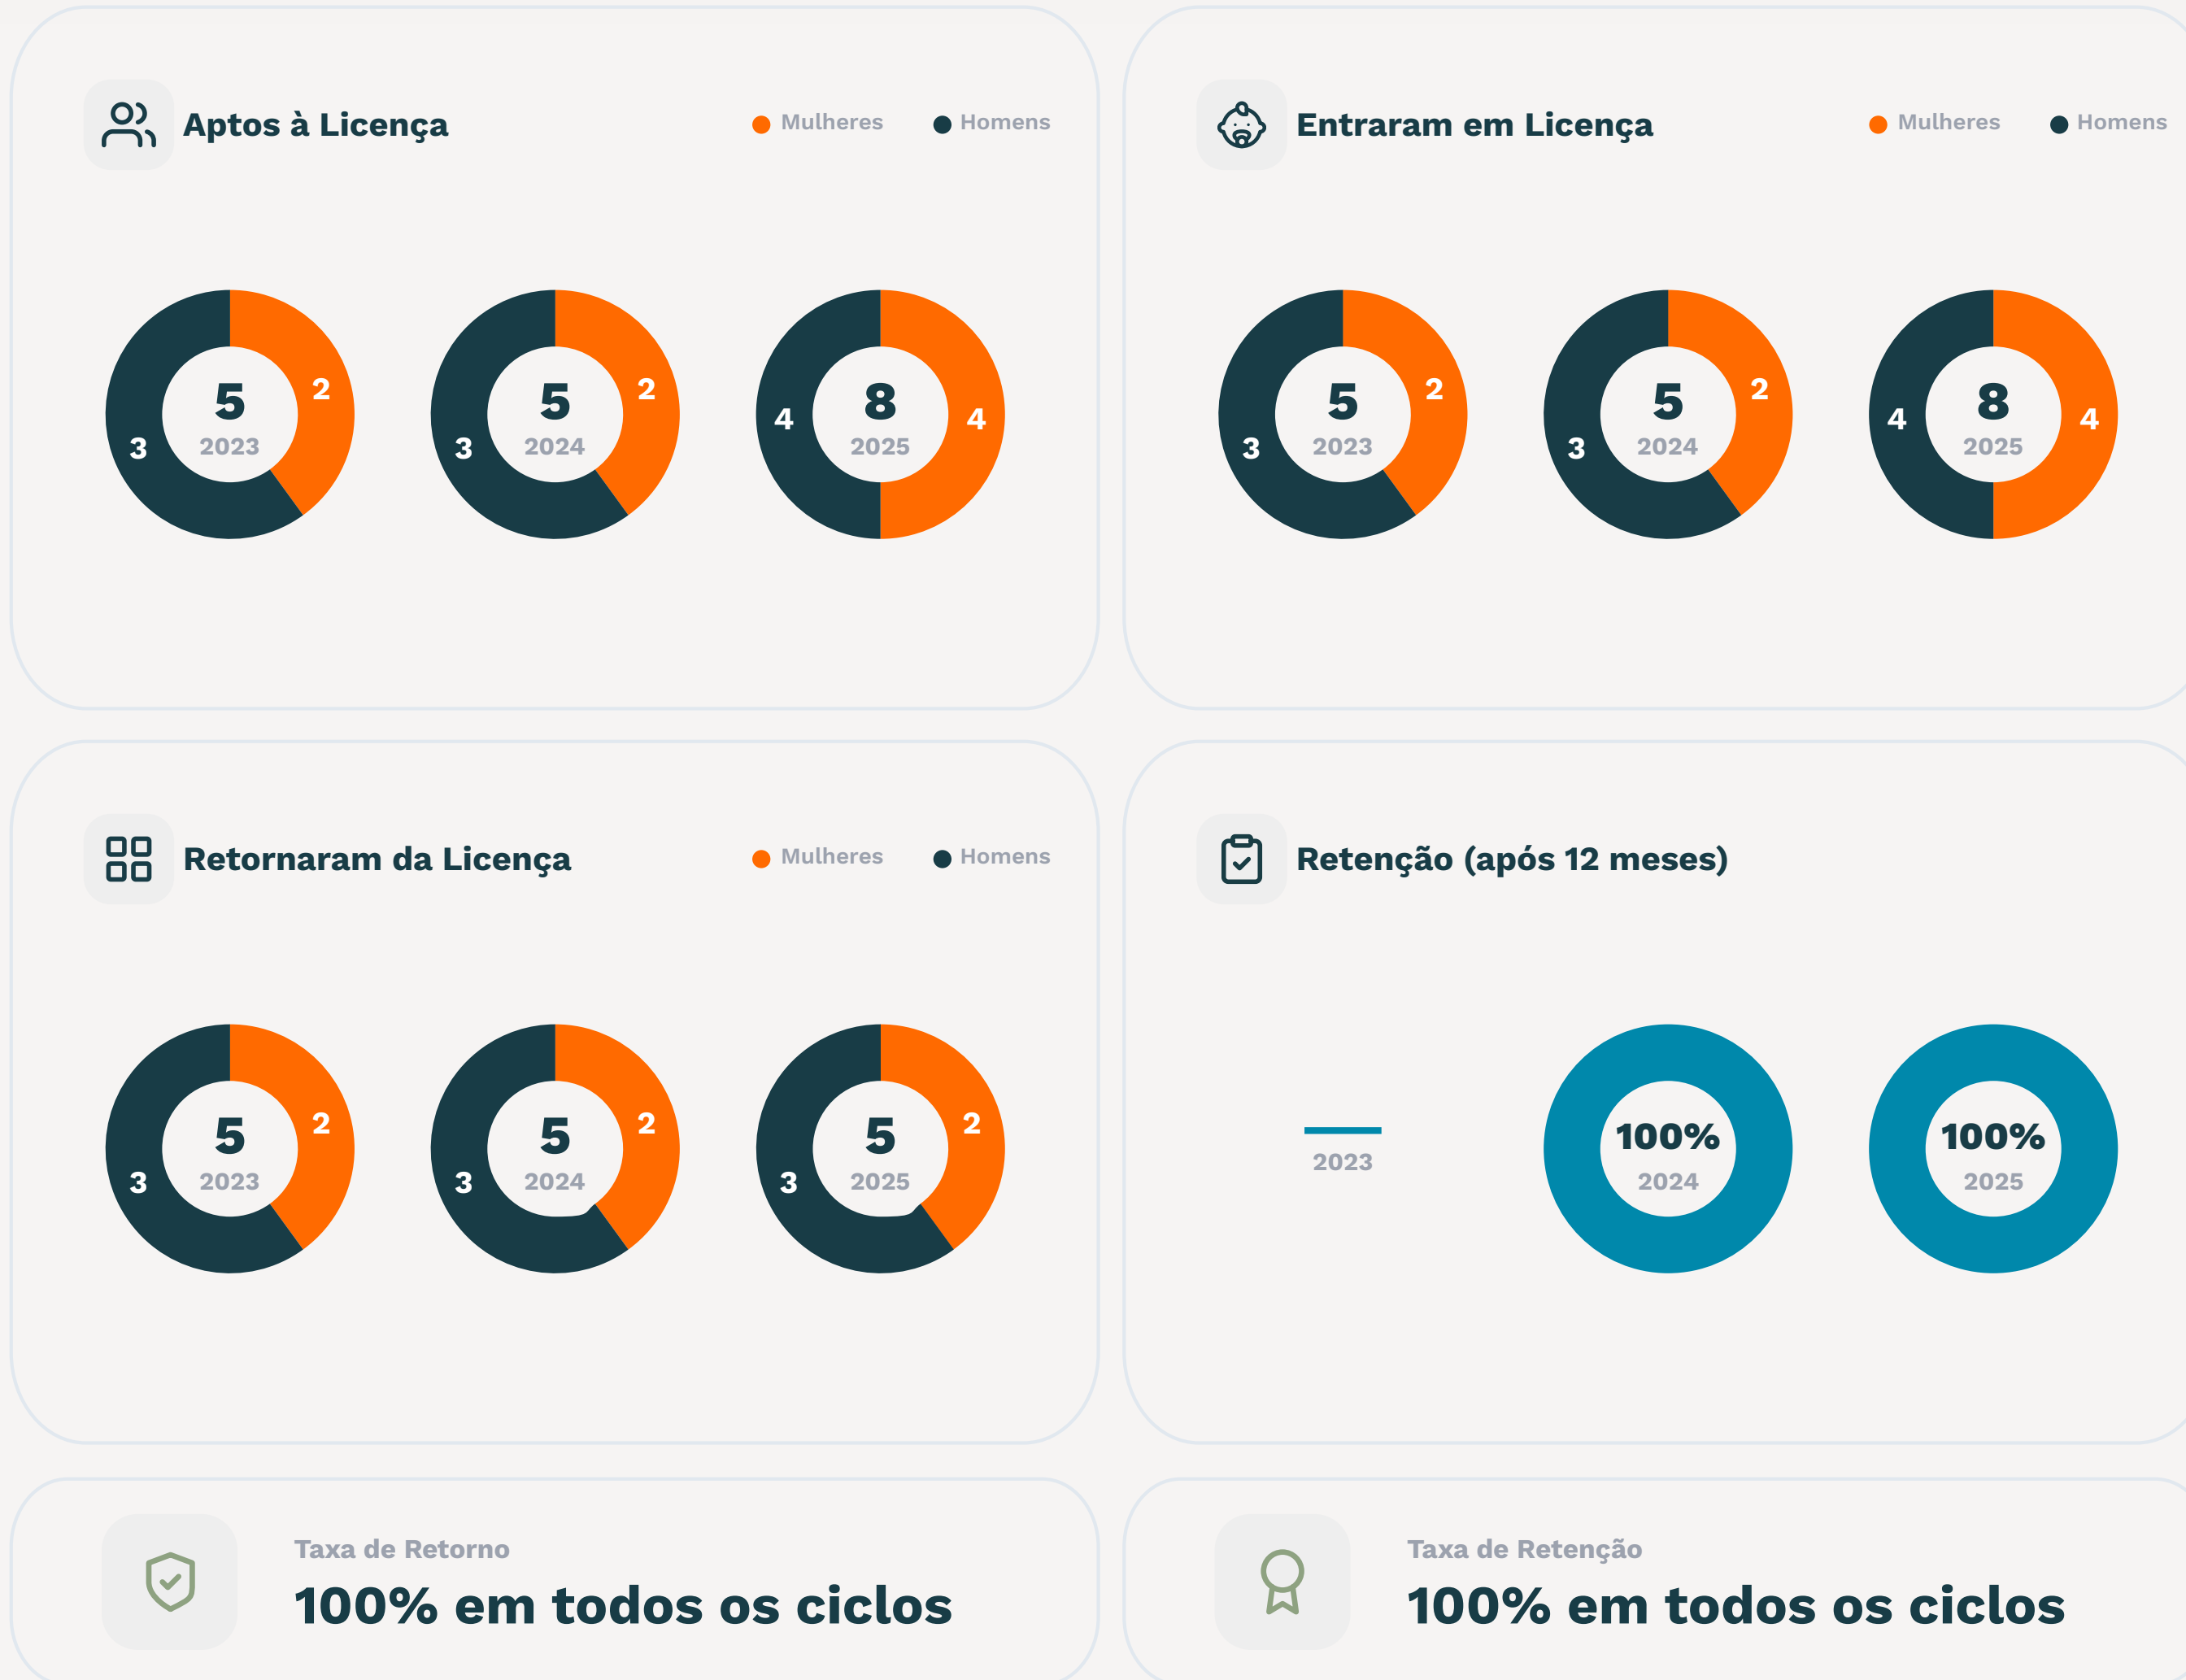 Aptos à Licença
Mulheres
Homens
5
2023
2
3
5
2024
2
3
8
2025
4
4
Entraram em Licença
Mulheres
Homens
5
2023
2
3
5
2024
2
3
8
2025
4
4
Retornaram da Licença
Mulheres
Homens
5
2023
2
3
5
2024
2
3
5
2025
2
3
Retenção (após 12 meses)
2023
100%
2024
100%
2025
Taxa de Retorno
100% em todos os ciclos
Taxa de Retenção
100% em todos os ciclos